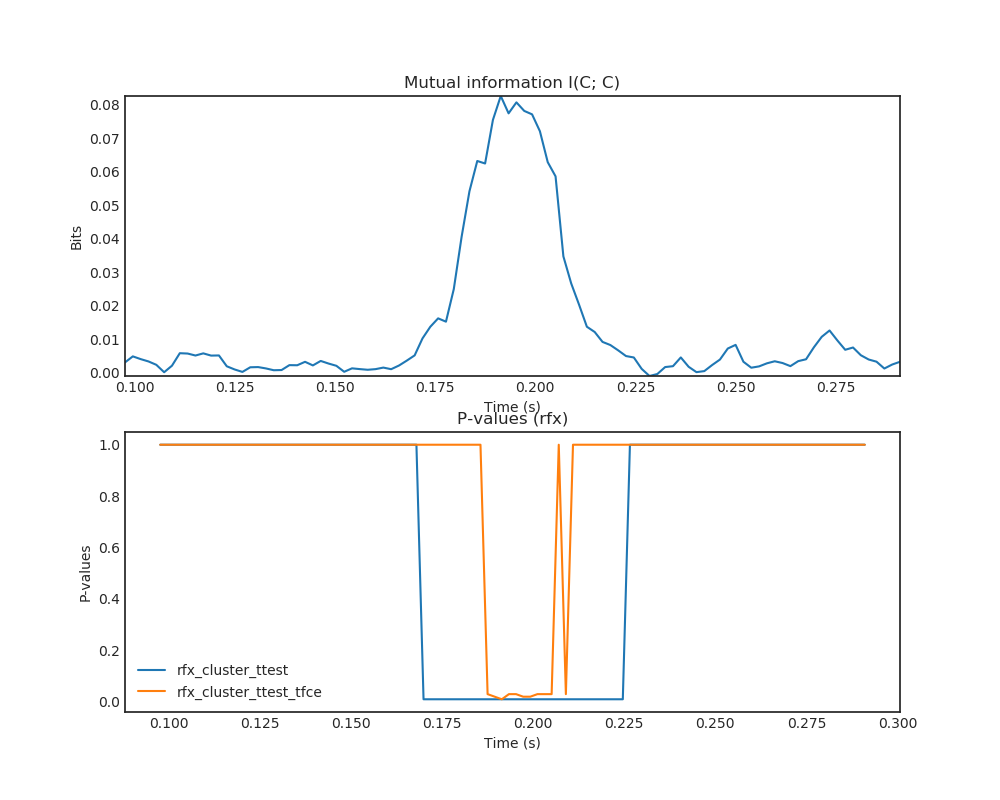 Mutual information I(C; C)
0.08
0.07
0.06
0.05
0.04
0.03
0.02
0.01
0.00
Bits
0.100 0.125 0.150 0.175 0.200 0.225 0.250 0.275
Time (s)
P-values (rfx)
1.0
0.8
0.6
0.4
0.2
0.0
P-values
rfx_cluster_ttest
rfx_cluster_ttest_tfce
0.100 0.125 0.150 0.175 0.200 0.225 0.250 0.275 0.300
Time (s)